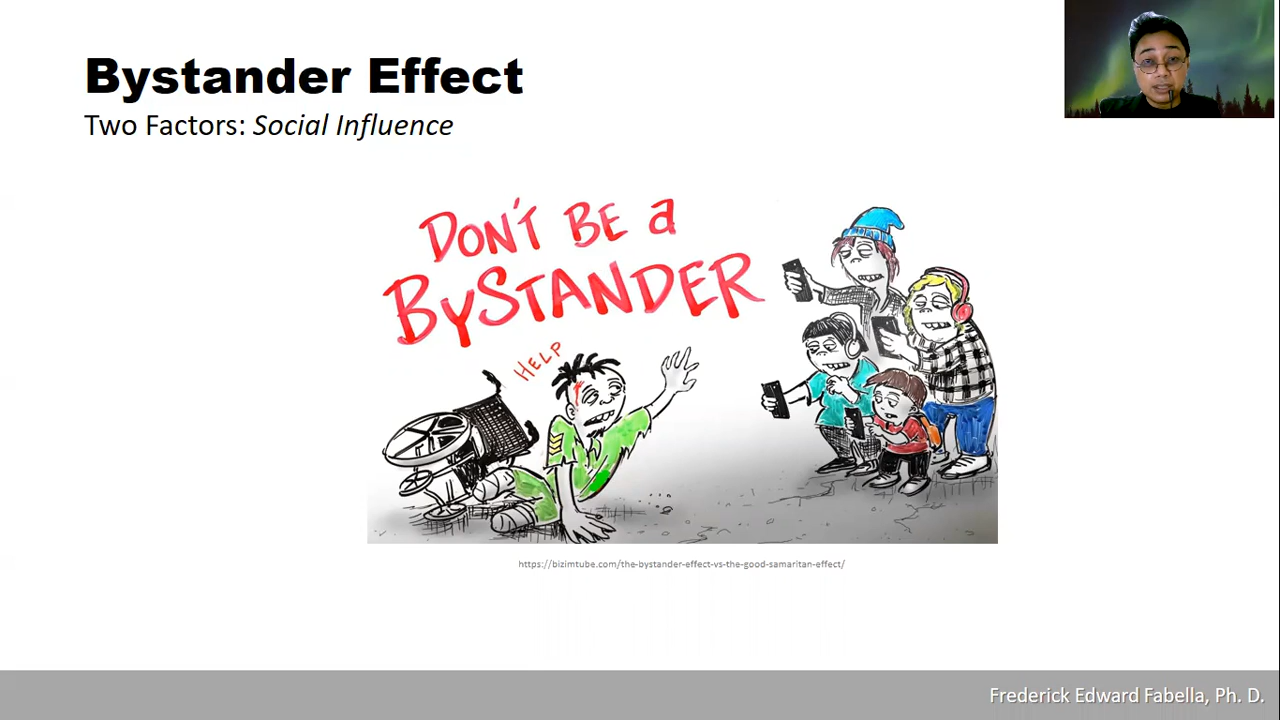 Bystander Effect
Two Factors: Social Influence
DON'T BE a
ByStANDER
HELP
https://bizimtube.com/the-bystander-effect-vs-the-good-samaritan-effect/
Frederick Edward Fabella, Ph. D.